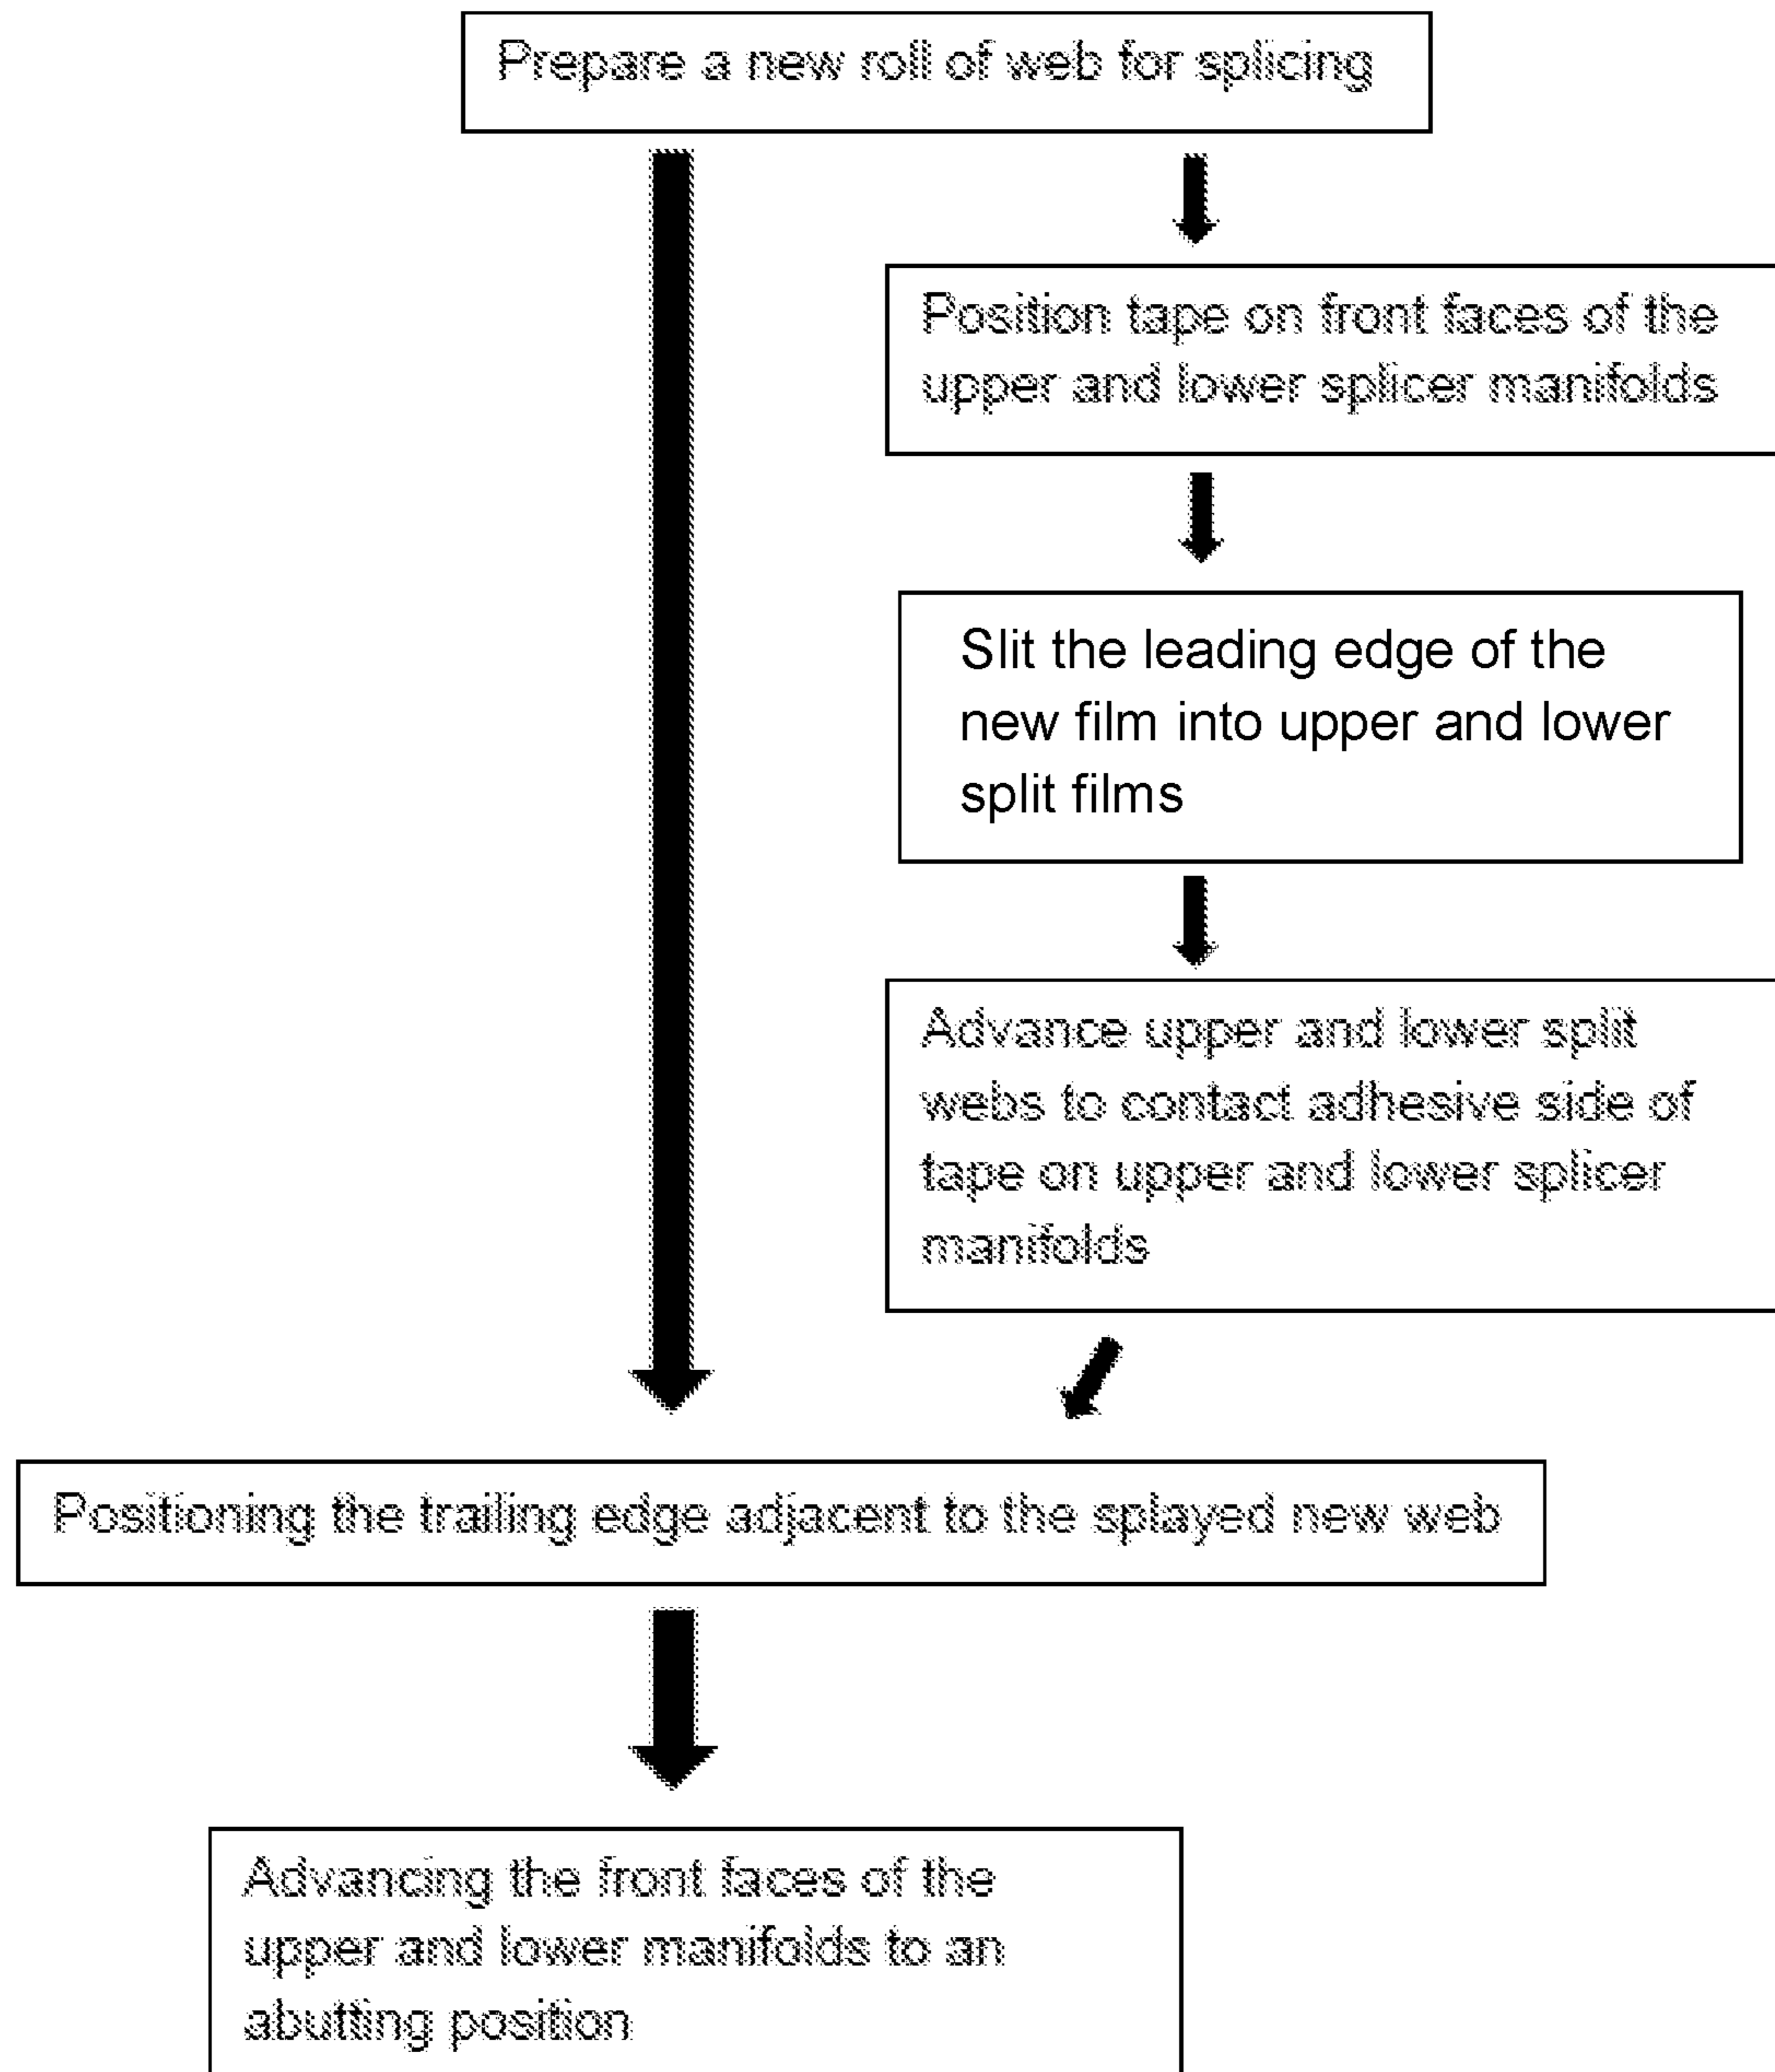 Prepare a new roll of web for splicing
Position tape on front faces of the
upper and lower splicer manifolds
Slit the leading edge of the
new film into upper and lower
split films
Advance upper and lower split
webs to contact adhesive side of
tape on upper and lower splicer
manifolds
Positioning the trailing edge adjacent to the splayed new web
Advancing the front faces of the
upper and lower manifolds to an
abutting position